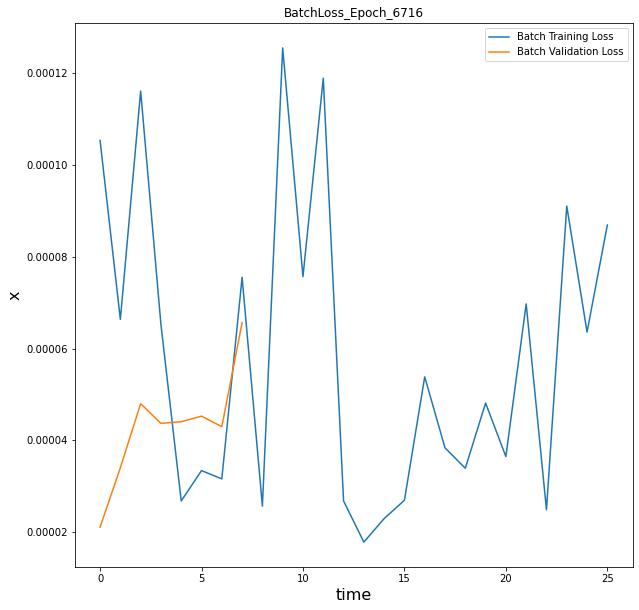 BatchLoss_Epoch_6716
Batch Training Loss
Batch Validation Loss
0.00012
0.00010
0.00008
0.00006
0.00004
0.00002
x
0 5 10 15 20 25
time